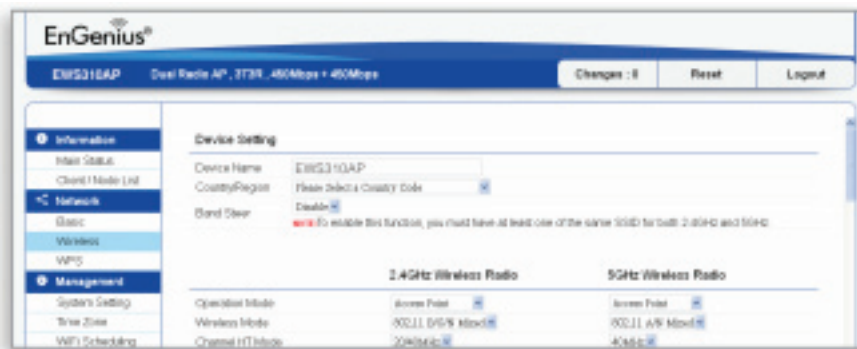 EnGenius®
EWS310AP Dual Radio AP , 3T3R , 450Mbps + 450Mbps Changes : 0 Reset Logout
Information
Main Status
Client / Node List
Network
Basic
Wireless
WPS
Management
System Setting
Time Zone
WiFi Scheduling
Device Setting
Device Name EWS310AP
Country/Region Please Select a Country Code
Band Steer Disable
NOTE:To enable this function, you must have at least one of the same SSID for both 2.4GHz and 5GHz
2.4GHz Wireless Radio 5GHz Wireless Radio
Operation Mode Access Point Access Point
Wireless Mode 802.11 B/G/N Mixed 802.11 A/N Mixed
Channel HT Mode 20/40MHz 40MHz